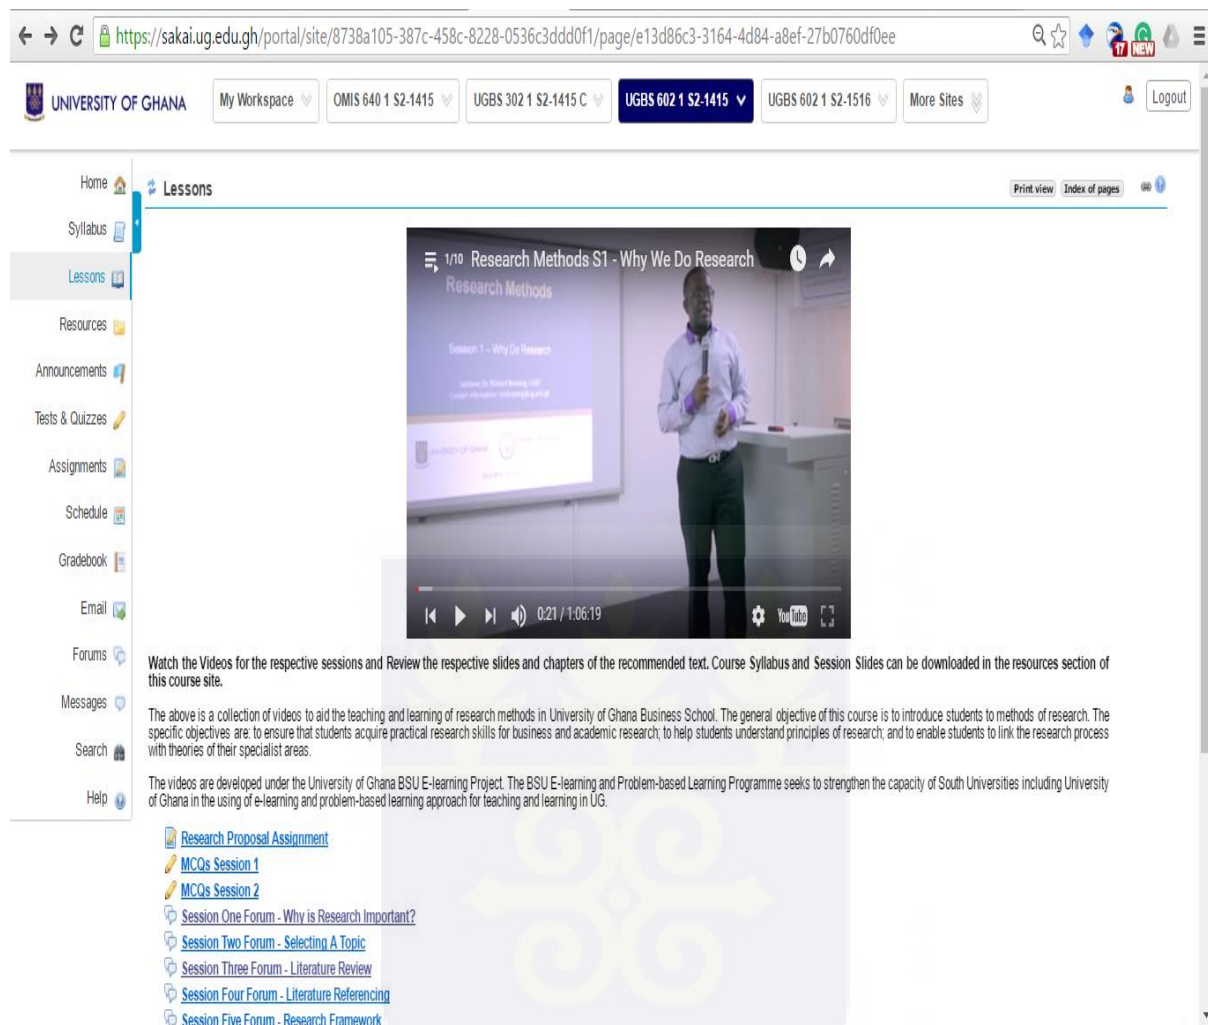 https://sakai.ug.edu.gh/portal/site/8738a105-387c-458c-8228-0536c3ddd0f1/page/e13d86c3-3164-4d84-a8ef-27b0760df0ee
17
NEW
UNIVERSITY OF GHANA
My Workspace
OMIS 640 1 S2-1415
UGBS 302 1 S2-1415 C
UGBS 602 1 S2-1415
UGBS 602 1 S2-1516
More Sites
Logout
Home
Syllabus
Lessons
Resources
Announcements
Tests & Quizzes
Assignments
Schedule
Gradebook
Email
Forums
Messages
Search
Help
Lessons
Print view
Index of pages
1/10 Research Methods S1 - Why We Do Research
Research Methods
Session 1 – Why Do Research
UNIVERSITY OF GHANA
0:21 / 1:06:19
YouTube
Watch the Videos for the respective sessions and Review the respective slides and chapters of the recommended text. Course Syllabus and Session Slides can be downloaded in the resources section of
this course site.
The above is a collection of videos to aid the teaching and learning of research methods in University of Ghana Business School. The general objective of this course is to introduce students to methods of research. The
specific objectives are: to ensure that students acquire practical research skills for business and academic research; to help students understand principles of research; and to enable students to link the research process
with theories of their specialist areas.
The videos are developed under the University of Ghana BSU E-learning Project. The BSU E-learning and Problem-based Learning Programme seeks to strengthen the capacity of South Universities including University
of Ghana in the using of e-learning and problem-based learning approach for teaching and learning in UG.
Research Proposal Assignment
MCQs Session 1
MCQs Session 2
Session One Forum - Why is Research Important?
Session Two Forum - Selecting A Topic
Session Three Forum - Literature Review
Session Four Forum - Literature Referencing
Session Five Forum - Research Framework